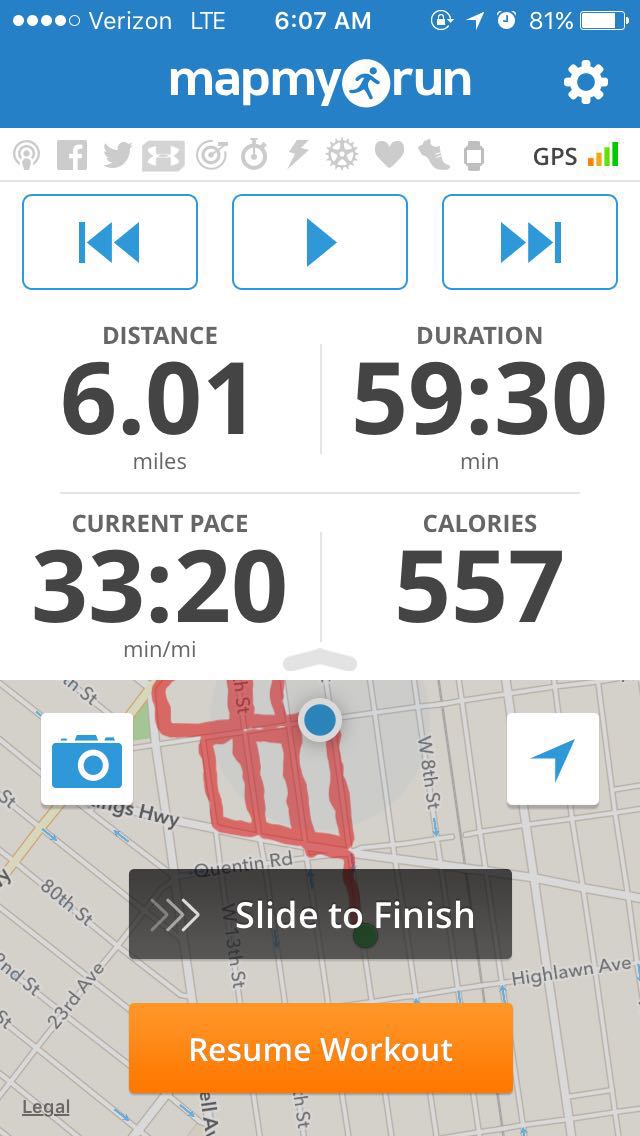 Verizon LTE 6:07 AM 81%
mapmyrun
GPS
DISTANCE DURATION
6.01 59:30
miles min
CURRENT PACE CALORIES
33:20 557
min/mi
th St
h St
W 8th St
ngs Hwy
St
Quentin Rd
y
80th St
W 13th St
Slide to Finish
2nd St
23rd Ave
Highlawn Ave
St
Resume Workout
Legal
ell A
h St